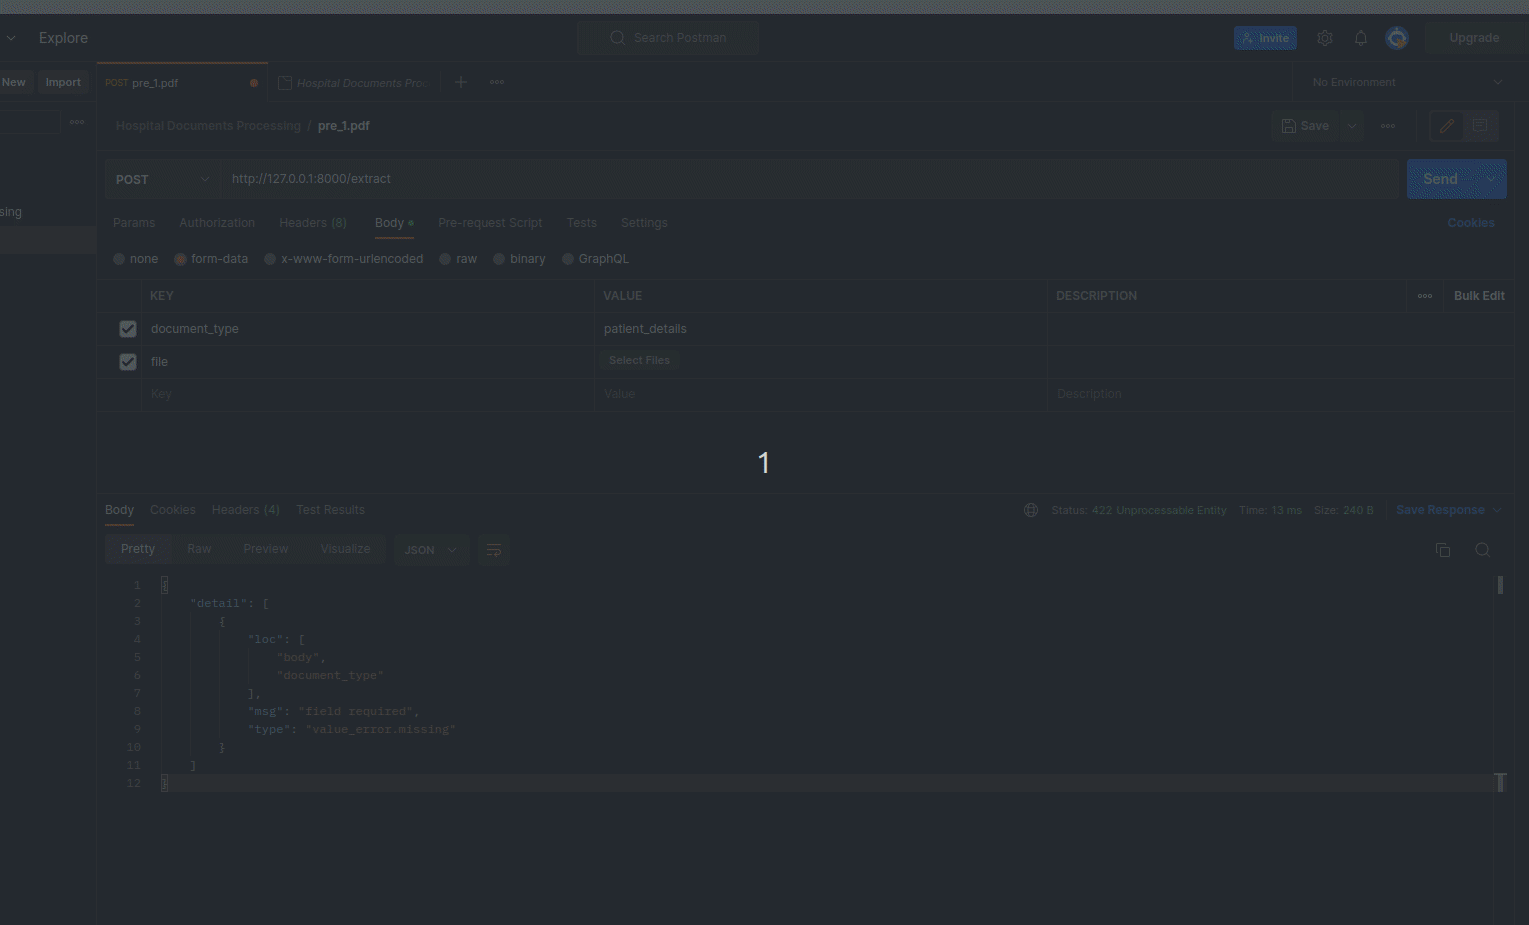 Explore
Search Postman
Invite
Upgrade
New
Import
POST pre_1.pdf
Hospital Documents Proc
No Environment
Hospital Documents Processing / pre_1.pdf
Save
POST
http://127.0.0.1:8000/extract
Send
sing
Params
Authorization
Headers (8)
Body
Pre-request Script
Tests
Settings
Cookies
none
form-data
x-www-form-urlencoded
raw
binary
GraphQL
KEY
VALUE
DESCRIPTION
Bulk Edit
document_type
patient_details
file
Select Files
Key
Value
Description
1
Body
Cookies
Headers (4)
Test Results
Status: 422 Unprocessable Entity
Time: 13 ms
Size: 240 B
Save Response
Pretty
Raw
Preview
Visualize
JSON
1 {
2 "detail": [
3 {
4 "loc": [
5 "body",
6 "document_type"
7 ],
8 "msg": "field required",
9 "type": "value_error.missing"
10 }
11 ]
12 }